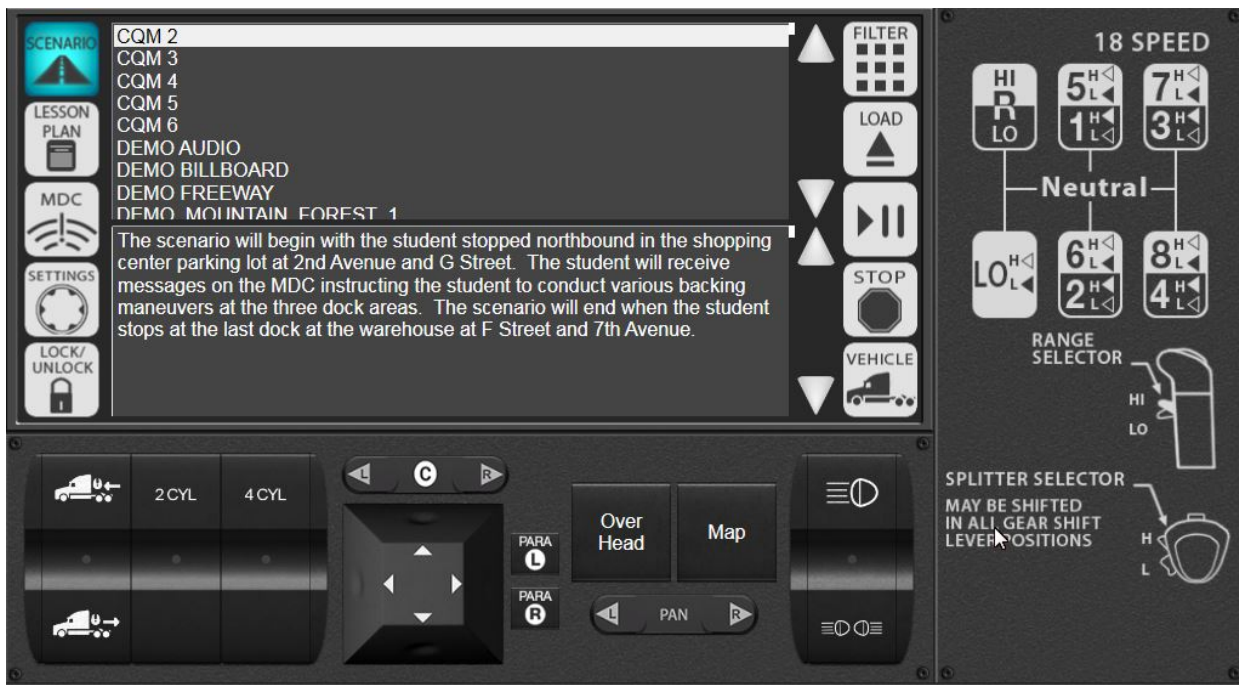 SCENARIO
LESSON
PLAN
MDC
SETTINGS
LOCK/
UNLOCK
CQM 2
CQM 3
CQM 4
CQM 5
CQM 6
DEMO AUDIO
DEMO BILLBOARD
DEMO FREEWAY
DEMO MOUNTAIN FOREST 1
The scenario will begin with the student stopped northbound in the shopping
center parking lot at 2nd Avenue and G Street. The student will receive
messages on the MDC instructing the student to conduct various backing
maneuvers at the three dock areas. The scenario will end when the student
stops at the last dock at the warehouse at F Street and 7th Avenue.
FILTER
LOAD
STOP
VEHICLE
18 SPEED
HI
R
LO
5 H L
1 H L
7 H L
3 H L
Neutral
LO H L
6 H L
2 H L
8 H L
4 H L
RANGE
SELECTOR
HI
LO
SPLITTER SELECTOR
MAY BE SHIFTED
IN ALL GEAR SHIFT
LEVER POSITIONS
H
L
2 CYL
4 CYL
L
C
R
PARA
L
PARA
R
Over
Head
Map
L
PAN
R